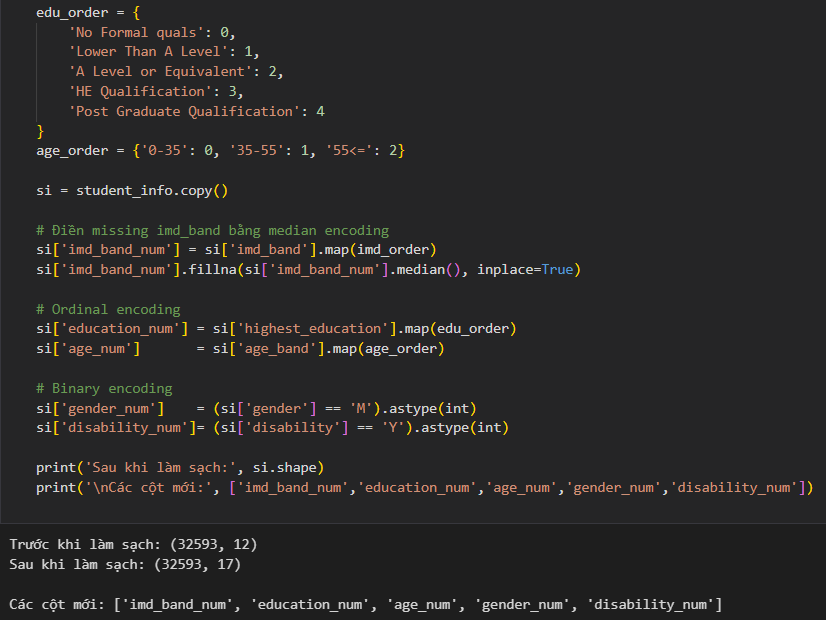 edu_order = {
    'No Formal quals': 0,
    'Lower Than A Level': 1,
    'A Level or Equivalent': 2,
    'HE Qualification': 3,
    'Post Graduate Qualification': 4
}
age_order = {'0-35': 0, '35-55': 1, '55<=': 2}

si = student_info.copy()

# Điền missing imd_band bằng median encoding
si['imd_band_num'] = si['imd_band'].map(imd_order)
si['imd_band_num'].fillna(si['imd_band_num'].median(), inplace=True)

# Ordinal encoding
si['education_num'] = si['highest_education'].map(edu_order)
si['age_num']       = si['age_band'].map(age_order)

# Binary encoding
si['gender_num']    = (si['gender'] == 'M').astype(int)
si['disability_num']= (si['disability'] == 'Y').astype(int)

print('Sau khi làm sạch:', si.shape)
print('\nCác cột mới:', ['imd_band_num','education_num','age_num','gender_num','disability_num'])

Trước khi làm sạch: (32593, 12)
Sau khi làm sạch: (32593, 17)

Các cột mới: ['imd_band_num', 'education_num', 'age_num', 'gender_num', 'disability_num']